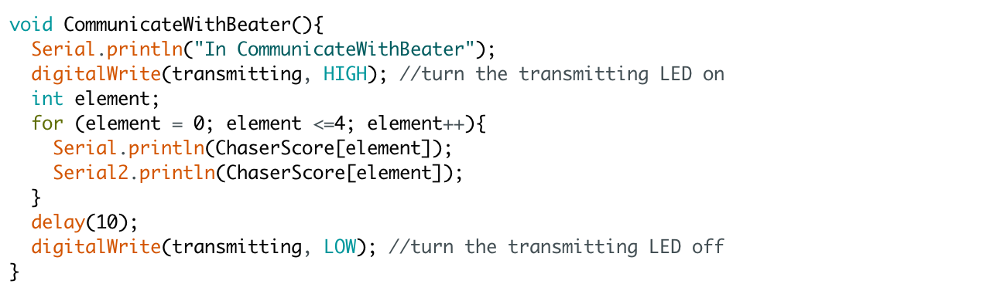 void CommunicateWithBeater(){
  Serial.println("In CommunicateWithBeater");
  digitalWrite(transmitting, HIGH); //turn the transmitting LED on
  int element;
  for (element = 0; element <=4; element++){
    Serial.println(ChaserScore[element]);
    Serial2.println(ChaserScore[element]);
  }
  delay(10);
  digitalWrite(transmitting, LOW); //turn the transmitting LED off
}